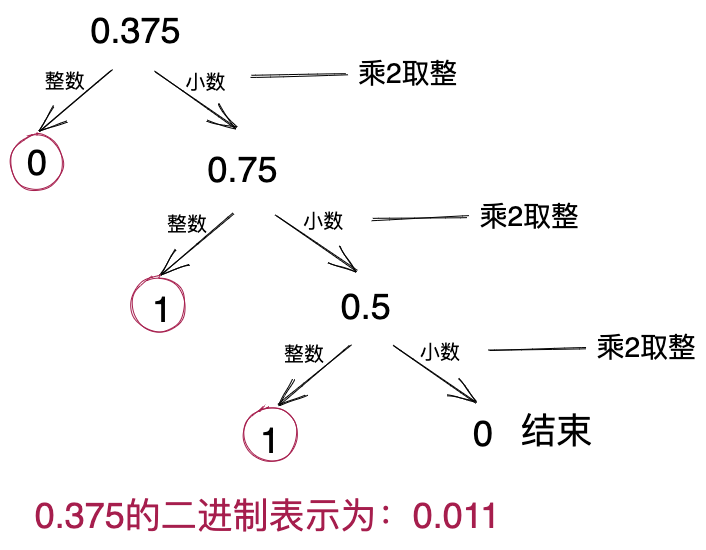 0.375
整数 小数 乘2取整
0 0.75
整数 小数 乘2取整
1 0.5
整数 小数 乘2取整
1 0 结束
0.375的二进制表示为：0.011